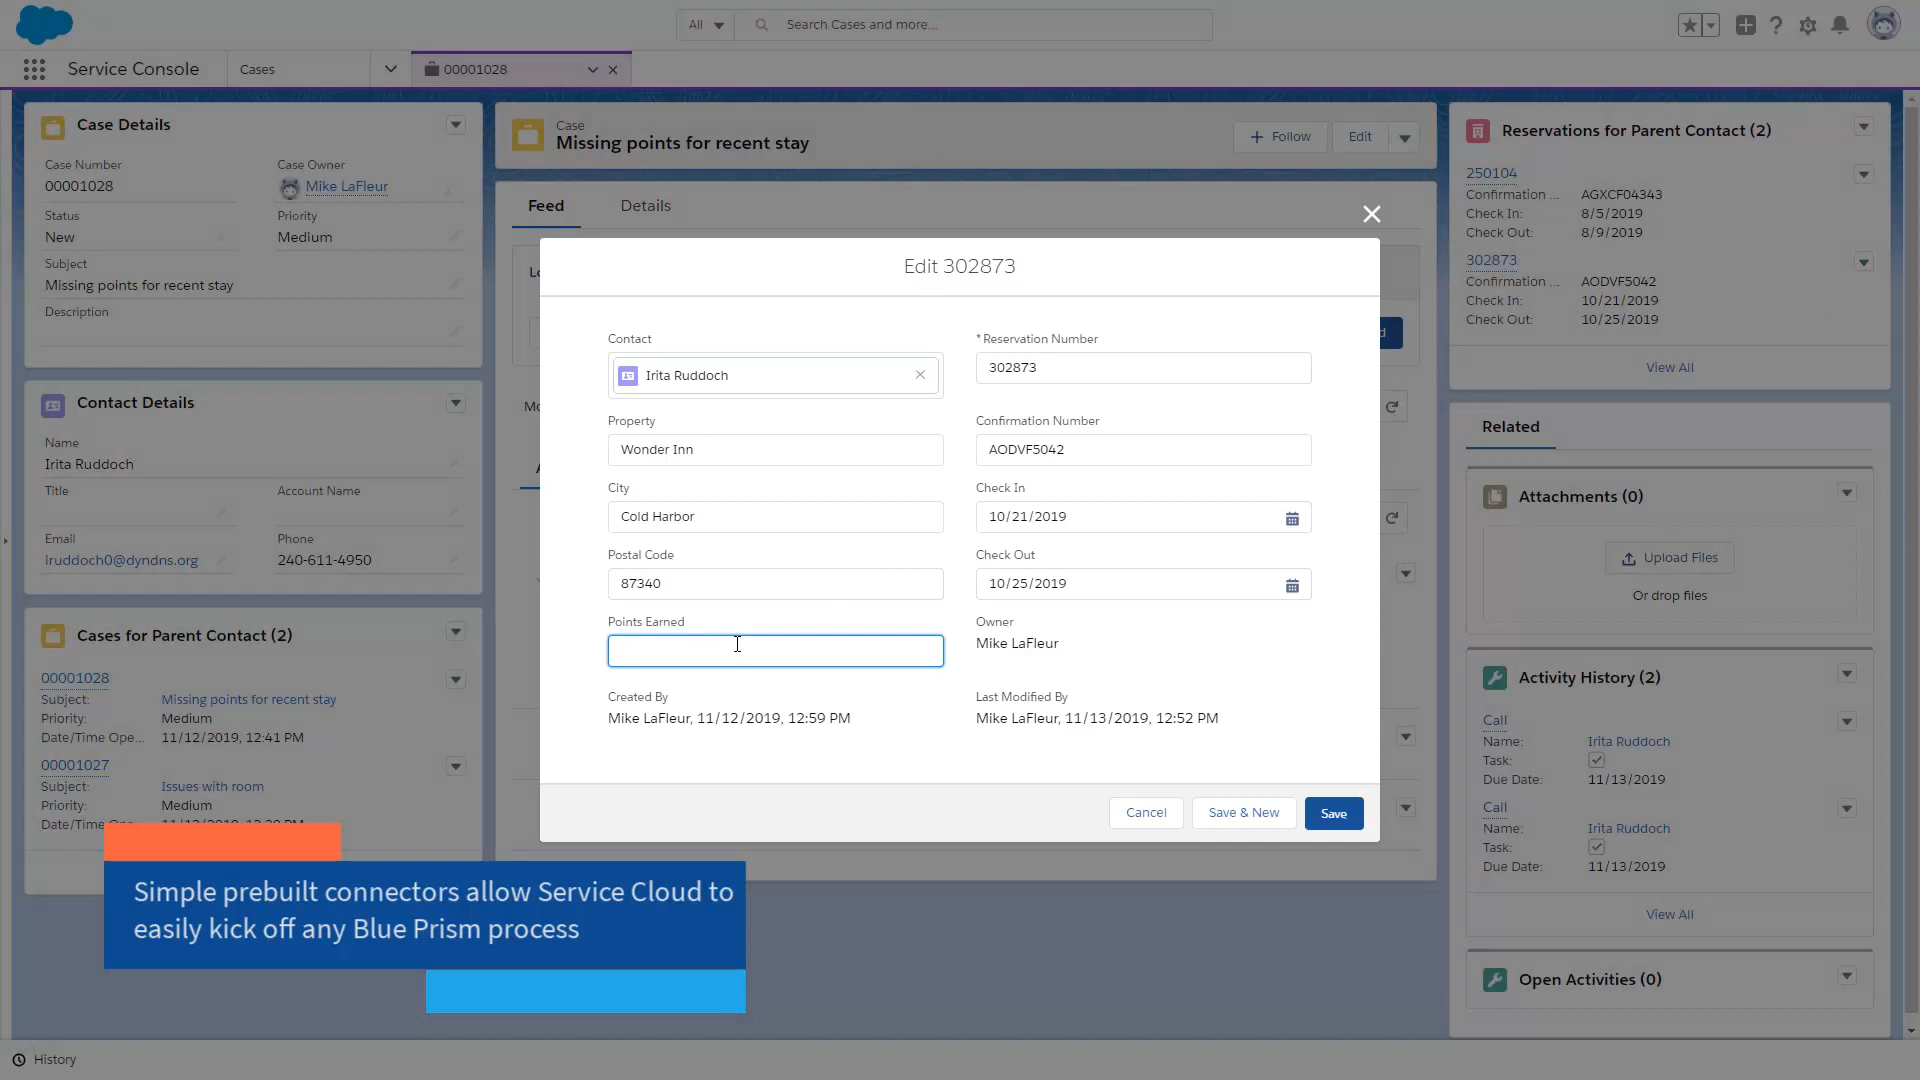 All
Search Cases and more...
Service Console
Cases
00001028
Case Details
Case Number
00001028
Case Owner
Mike LaFleur
Status
New
Priority
Medium
Subject
Missing points for recent stay
Description
Contact Details
Name
Irita Ruddoch
Title
Account Name
Email
iruddoch0@dyndns.org
Phone
240-611-4950
Cases for Parent Contact (2)
00001028
Subject: Missing points for recent stay
Priority: Medium
Date/Time Ope... 11/12/2019, 12:41 PM
00001027
Subject: Issues with room
Priority: Medium
Case
Missing points for recent stay
Follow
Edit
Feed
Details
Edit 302873
Contact
Irita Ruddoch
*Reservation Number
302873
Property
Wonder Inn
Confirmation Number
AODVF5042
City
Cold Harbor
Check In
10/21/2019
Postal Code
87340
Check Out
10/25/2019
Points Earned
Owner
Mike LaFleur
Created By
Mike LaFleur, 11/12/2019, 12:59 PM
Last Modified By
Mike LaFleur, 11/13/2019, 12:52 PM
Cancel
Save & New
Save
Reservations for Parent Contact (2)
250104
Confirmation ... AGXCF04343
Check In: 8/5/2019
Check Out: 8/9/2019
302873
Confirmation ... AODVF5042
Check In: 10/21/2019
Check Out: 10/25/2019
View All
Related
Attachments (0)
Upload Files
Or drop files
Activity History (2)
Call
Name: Irita Ruddoch
Task:
Due Date: 11/13/2019
Call
Name: Irita Ruddoch
Task:
Due Date: 11/13/2019
View All
Open Activities (0)
Simple prebuilt connectors allow Service Cloud to
easily kick off any Blue Prism process
History